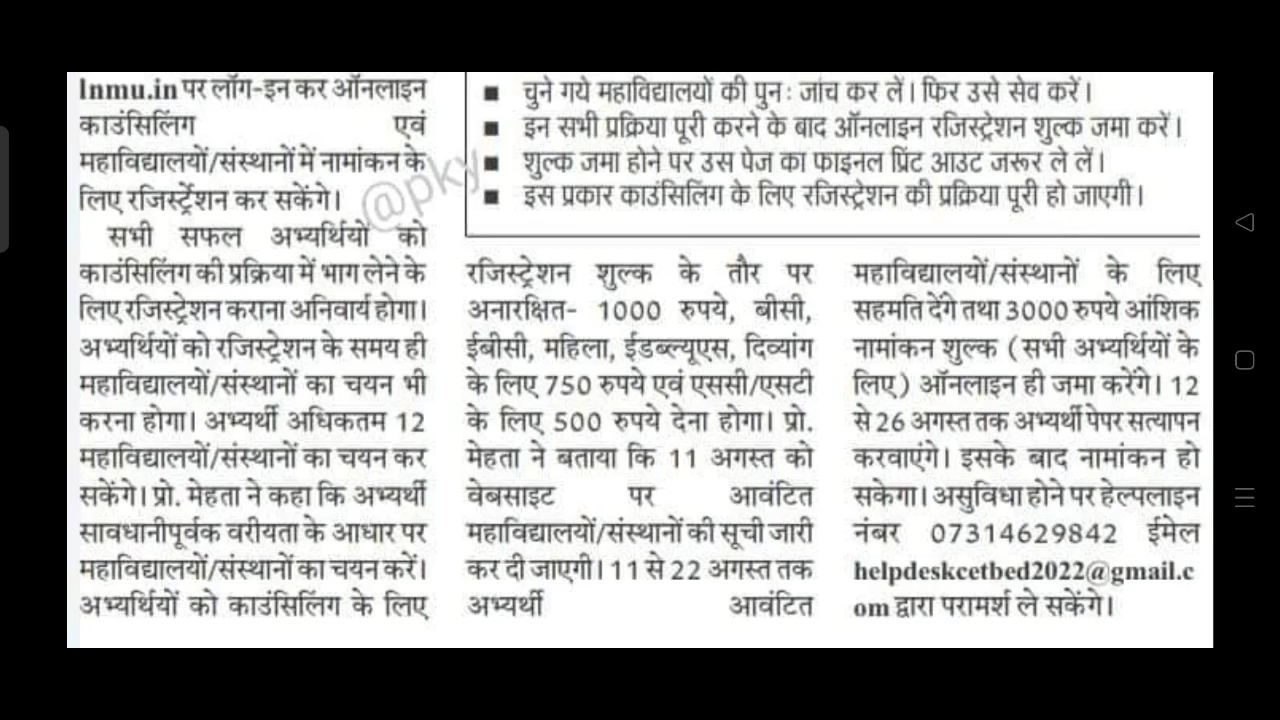 lnmu.in पर लॉग-इन कर ऑनलाइन
काउंसिलिंग एवं
महाविद्यालयों/संस्थानों में नामांकन के
लिए रजिस्ट्रेशन कर सकेंगे।
सभी सफल अभ्यर्थियों को
काउंसिलिंग की प्रक्रिया में भाग लेने के
लिए रजिस्ट्रेशन कराना अनिवार्य होगा।
अभ्यर्थियों को रजिस्ट्रेशन के समय ही
महाविद्यालयों/संस्थानों का चयन भी
करना होगा। अभ्यर्थी अधिकतम 12
महाविद्यालयों/संस्थानों का चयन कर
सकेंगे। प्रो. मेहता ने कहा कि अभ्यर्थी
सावधानीपूर्वक वरीयता के आधार पर
महाविद्यालयों/संस्थानों का चयन करें।
अभ्यर्थियों को काउंसिलिंग के लिए
■ चुने गये महाविद्यालयों की पुन: जांच कर लें। फिर उसे सेव करें।
■ इन सभी प्रक्रिया पूरी करने के बाद ऑनलाइन रजिस्ट्रेशन शुल्क जमा करें।
■ शुल्क जमा होने पर उस पेज का फाइनल प्रिंट आउट जरूर ले लें।
■ इस प्रकार काउंसिलिंग के लिए रजिस्ट्रेशन की प्रक्रिया पूरी हो जाएगी।
रजिस्ट्रेशन शुल्क के तौर पर
अनारक्षित- 1000 रुपये, बीसी,
ईबीसी, महिला, ईडब्ल्यूएस, दिव्यांग
के लिए 750 रुपये एवं एससी/एसटी
के लिए 500 रुपये देना होगा। प्रो.
मेहता ने बताया कि 11 अगस्त को
वेबसाइट पर आवंटित
महाविद्यालयों/संस्थानों की सूची जारी
कर दी जाएगी। 11 से 22 अगस्त तक
अभ्यर्थी आवंटित
महाविद्यालयों/संस्थानों के लिए
सहमति देंगे तथा 3000 रुपये आंशिक
नामांकन शुल्क (सभी अभ्यर्थियों के
लिए) ऑनलाइन ही जमा करेंगे। 12
से 26 अगस्त तक अभ्यर्थी पेपर सत्यापन
करवाएंगे। इसके बाद नामांकन हो
सकेगा। असुविधा होने पर हेल्पलाइन
नंबर 07314629842 ईमेल
helpdeskcetbed2022@gmail.c
om द्वारा परामर्श ले सकेंगे।
@pky